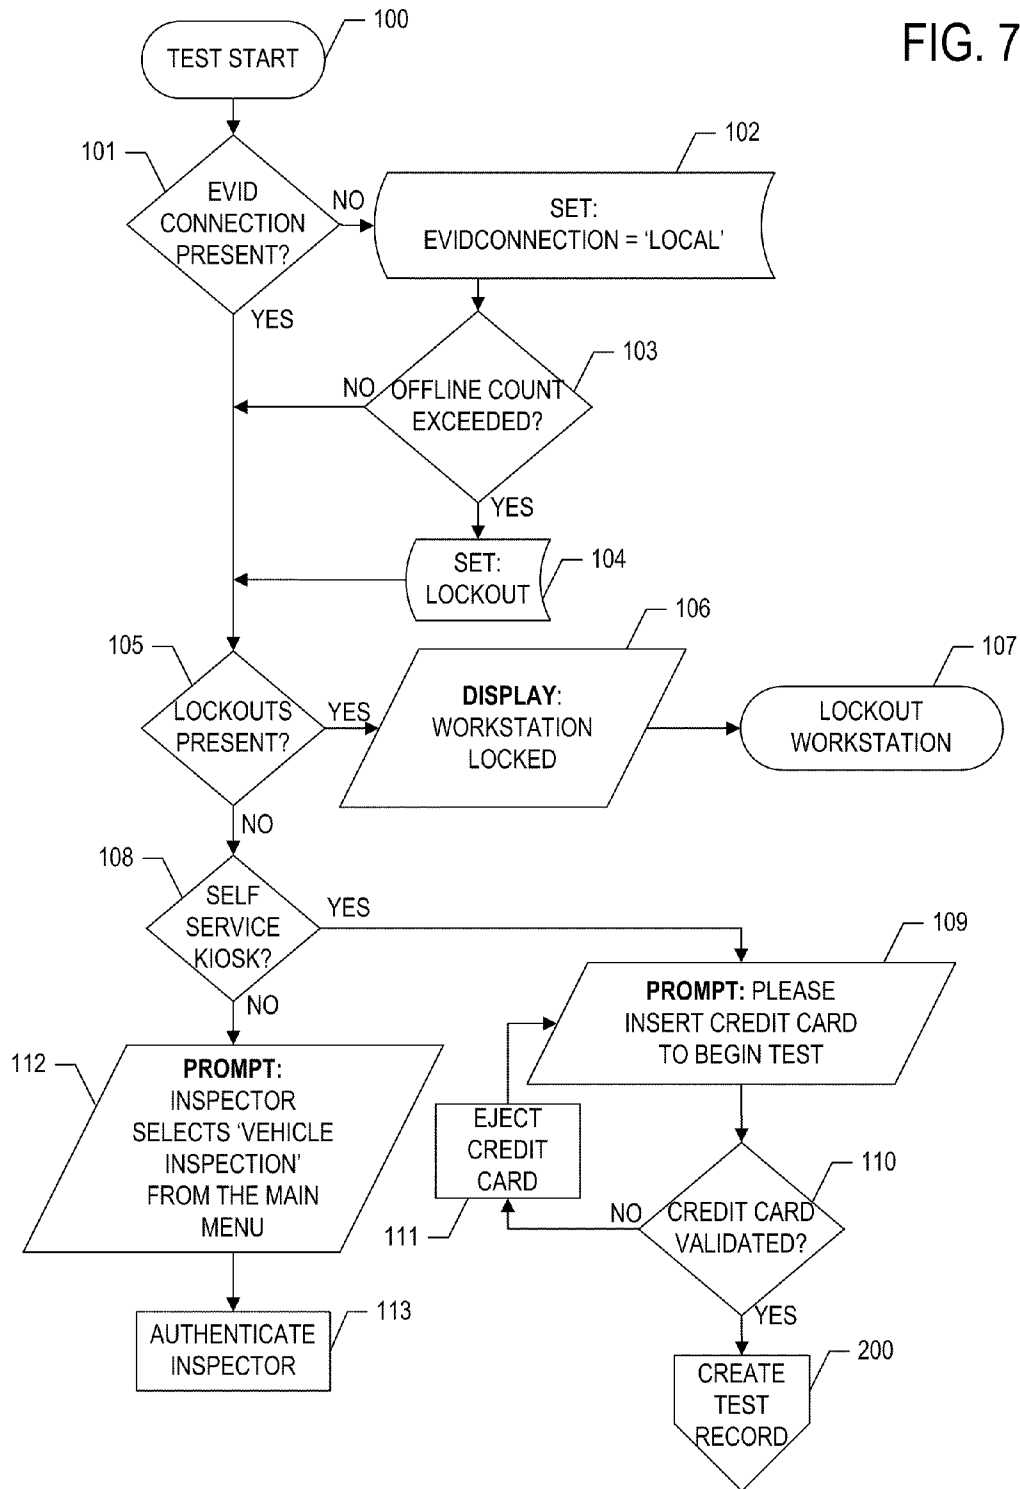 FIG. 7
100
TEST START
101
102
EVID
CONNECTION
PRESENT?
NO
SET:
EVIDCONNECTION = ‘LOCAL’
YES
103
NO
OFFLINE COUNT
EXCEEDED?
YES
SET:
LOCKOUT
104
105
106
107
LOCKOUTS
PRESENT?
YES
DISPLAY:
WORKSTATION
LOCKED
LOCKOUT
WORKSTATION
NO
108
SELF
SERVICE
KIOSK?
YES
109
NO
PROMPT: PLEASE
INSERT CREDIT CARD
TO BEGIN TEST
112
PROMPT:
INSPECTOR
SELECTS ‘VEHICLE
INSPECTION’
FROM THE MAIN
MENU
EJECT
CREDIT
CARD
111
NO
110
CREDIT CARD
VALIDATED?
YES
113
AUTHENTICATE
INSPECTOR
200
CREATE
TEST
RECORD